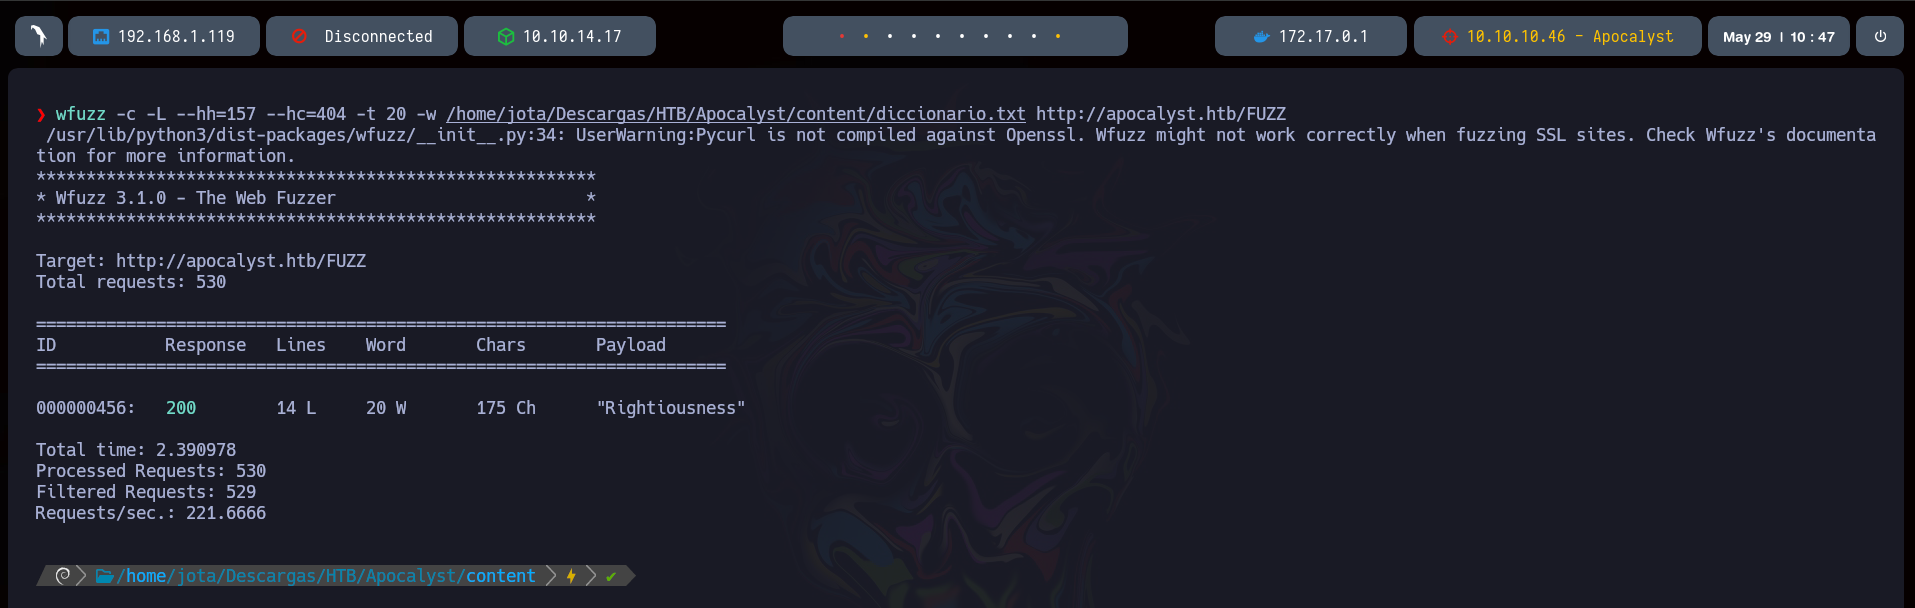 192.168.1.119 Disconnected 10.10.14.17 172.17.0.1 10.10.10.46 - Apocalyst May 29 | 10 : 47
❯ wfuzz -c -L --hh=157 --hc=404 -t 20 -w /home/jota/Descargas/HTB/Apocalyst/content/diccionario.txt http://apocalyst.htb/FUZZ
/usr/lib/python3/dist-packages/wfuzz/__init__.py:34: UserWarning:Pycurl is not compiled against Openssl. Wfuzz might not work correctly when fuzzing SSL sites. Check Wfuzz's documenta
tion for more information.
********************************************************
* Wfuzz 3.1.0 - The Web Fuzzer                         *
********************************************************
Target: http://apocalyst.htb/FUZZ
Total requests: 530
=====================================================================
ID           Response   Lines    Word       Chars       Payload
=====================================================================
000000456:   200        14 L     20 W       175 Ch      "Rightiousness"
Total time: 2.390978
Processed Requests: 530
Filtered Requests: 529
Requests/sec.: 221.6666
/home/jota/Descargas/HTB/Apocalyst/content